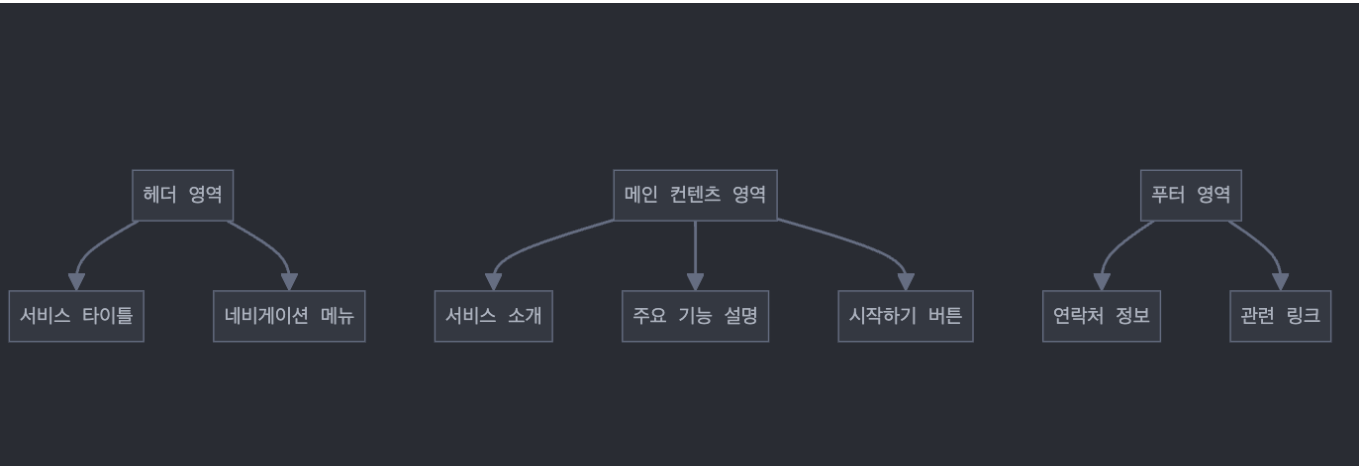 헤더 영역
메인 컨텐츠 영역
푸터 영역
서비스 타이틀
네비게이션 메뉴
서비스 소개
주요 기능 설명
시작하기 버튼
연락처 정보
관련 링크